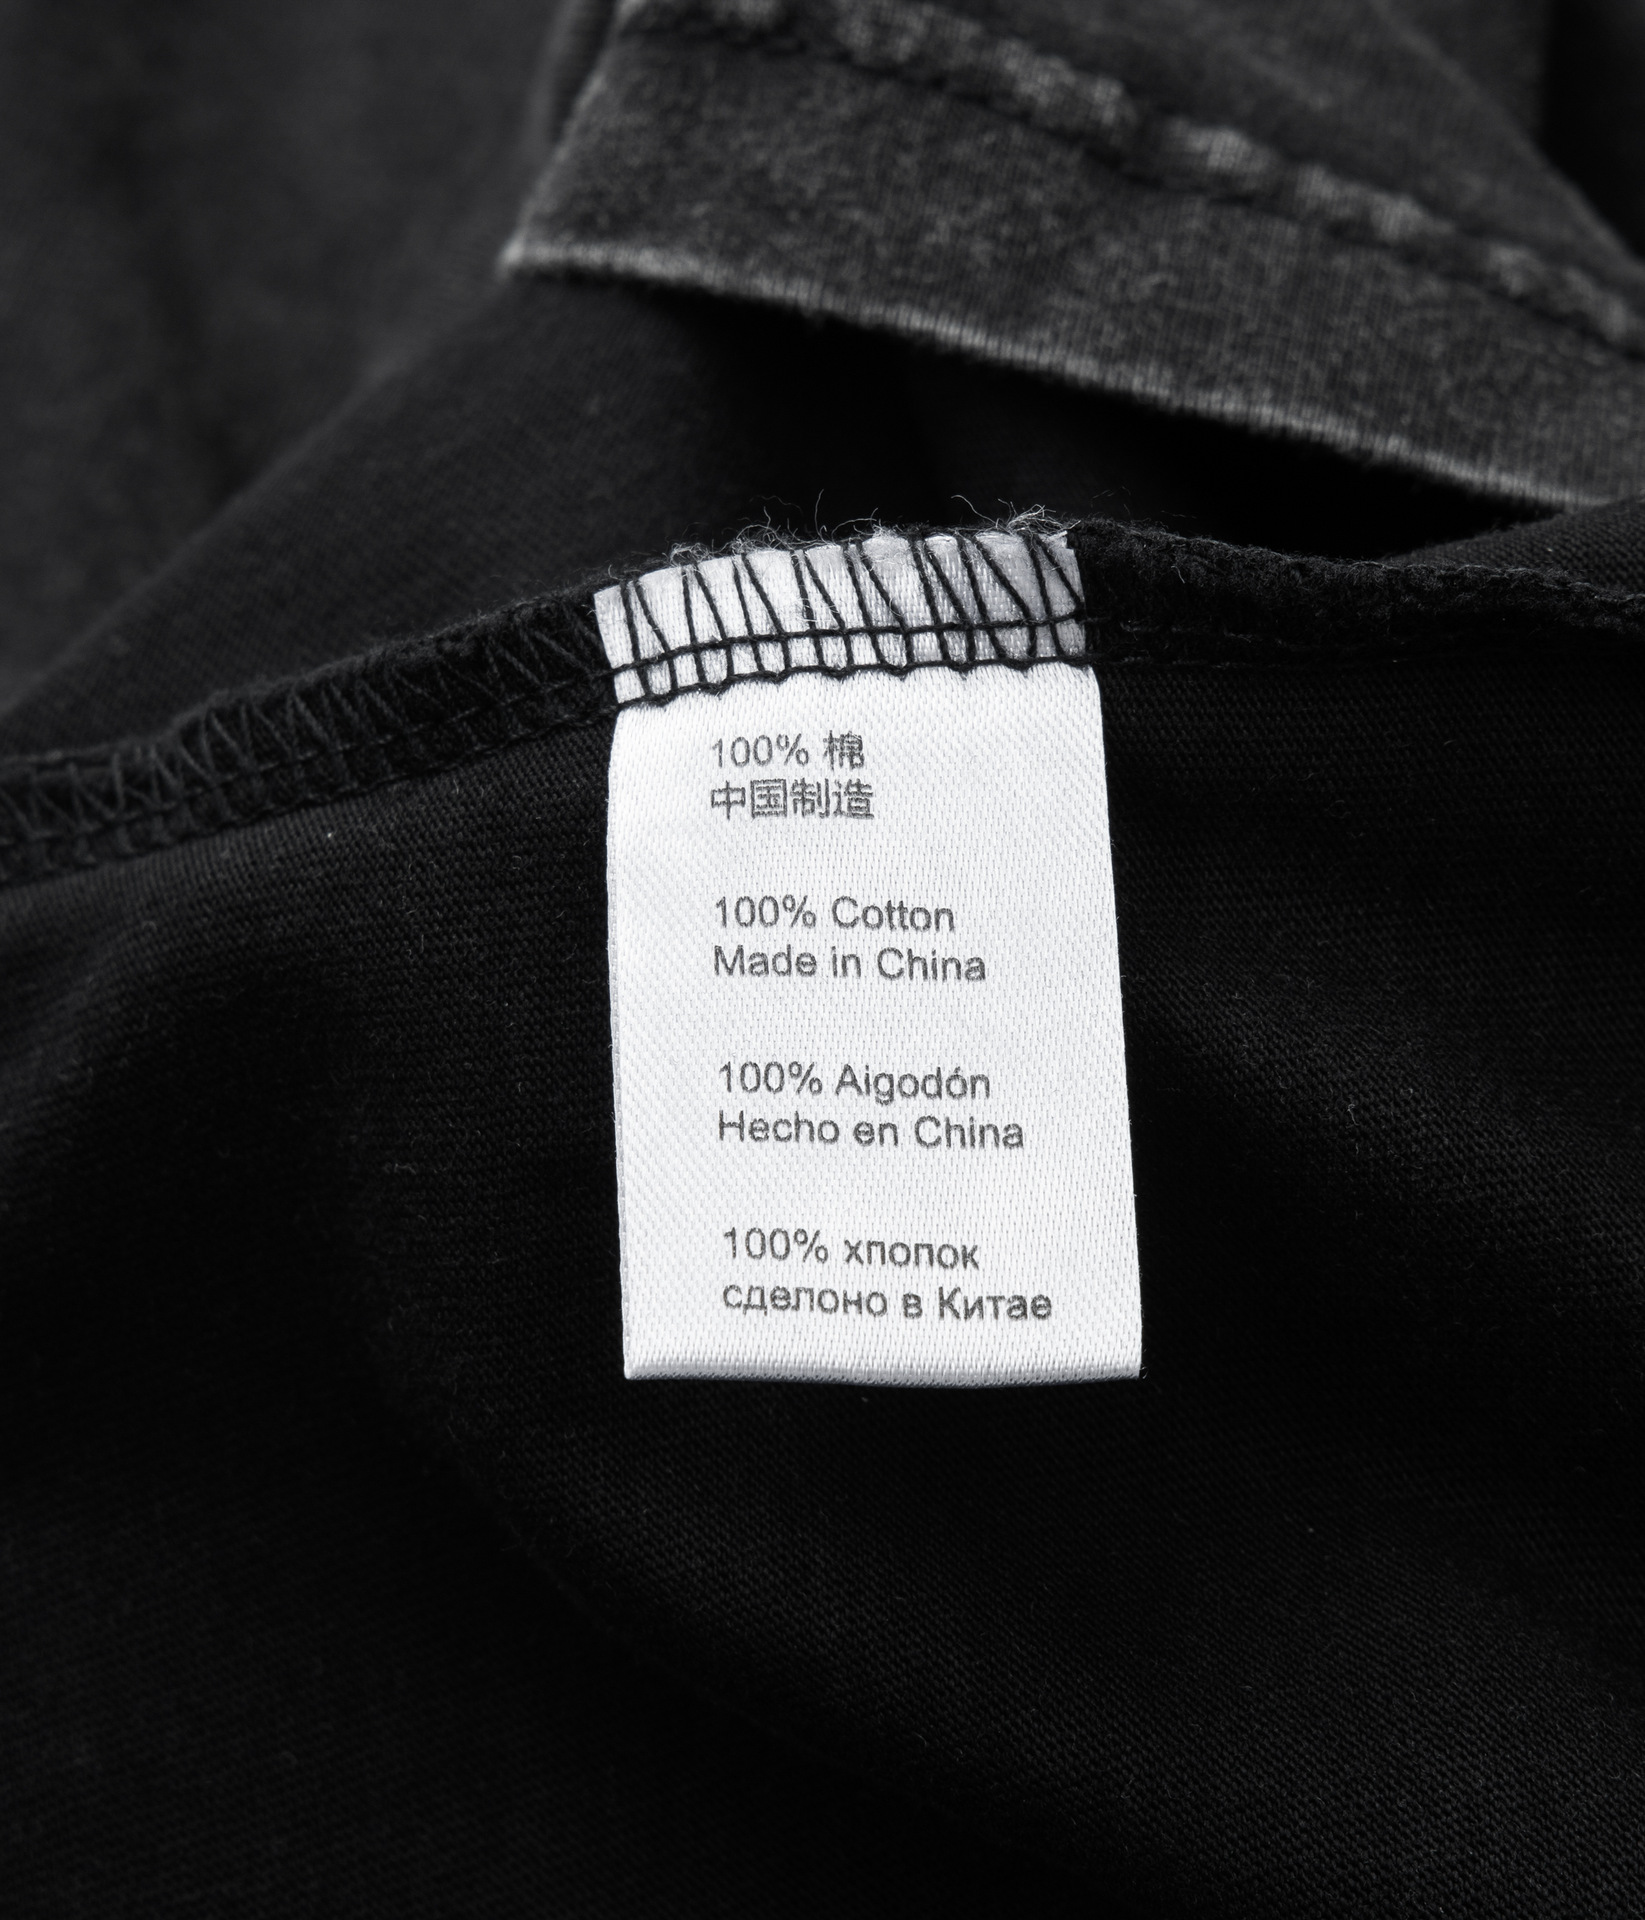 100% 棉
中国制造
100% Cotton
Made in China
100% Aigodón
Hecho en China
100% хлопок
сделоно в Китае